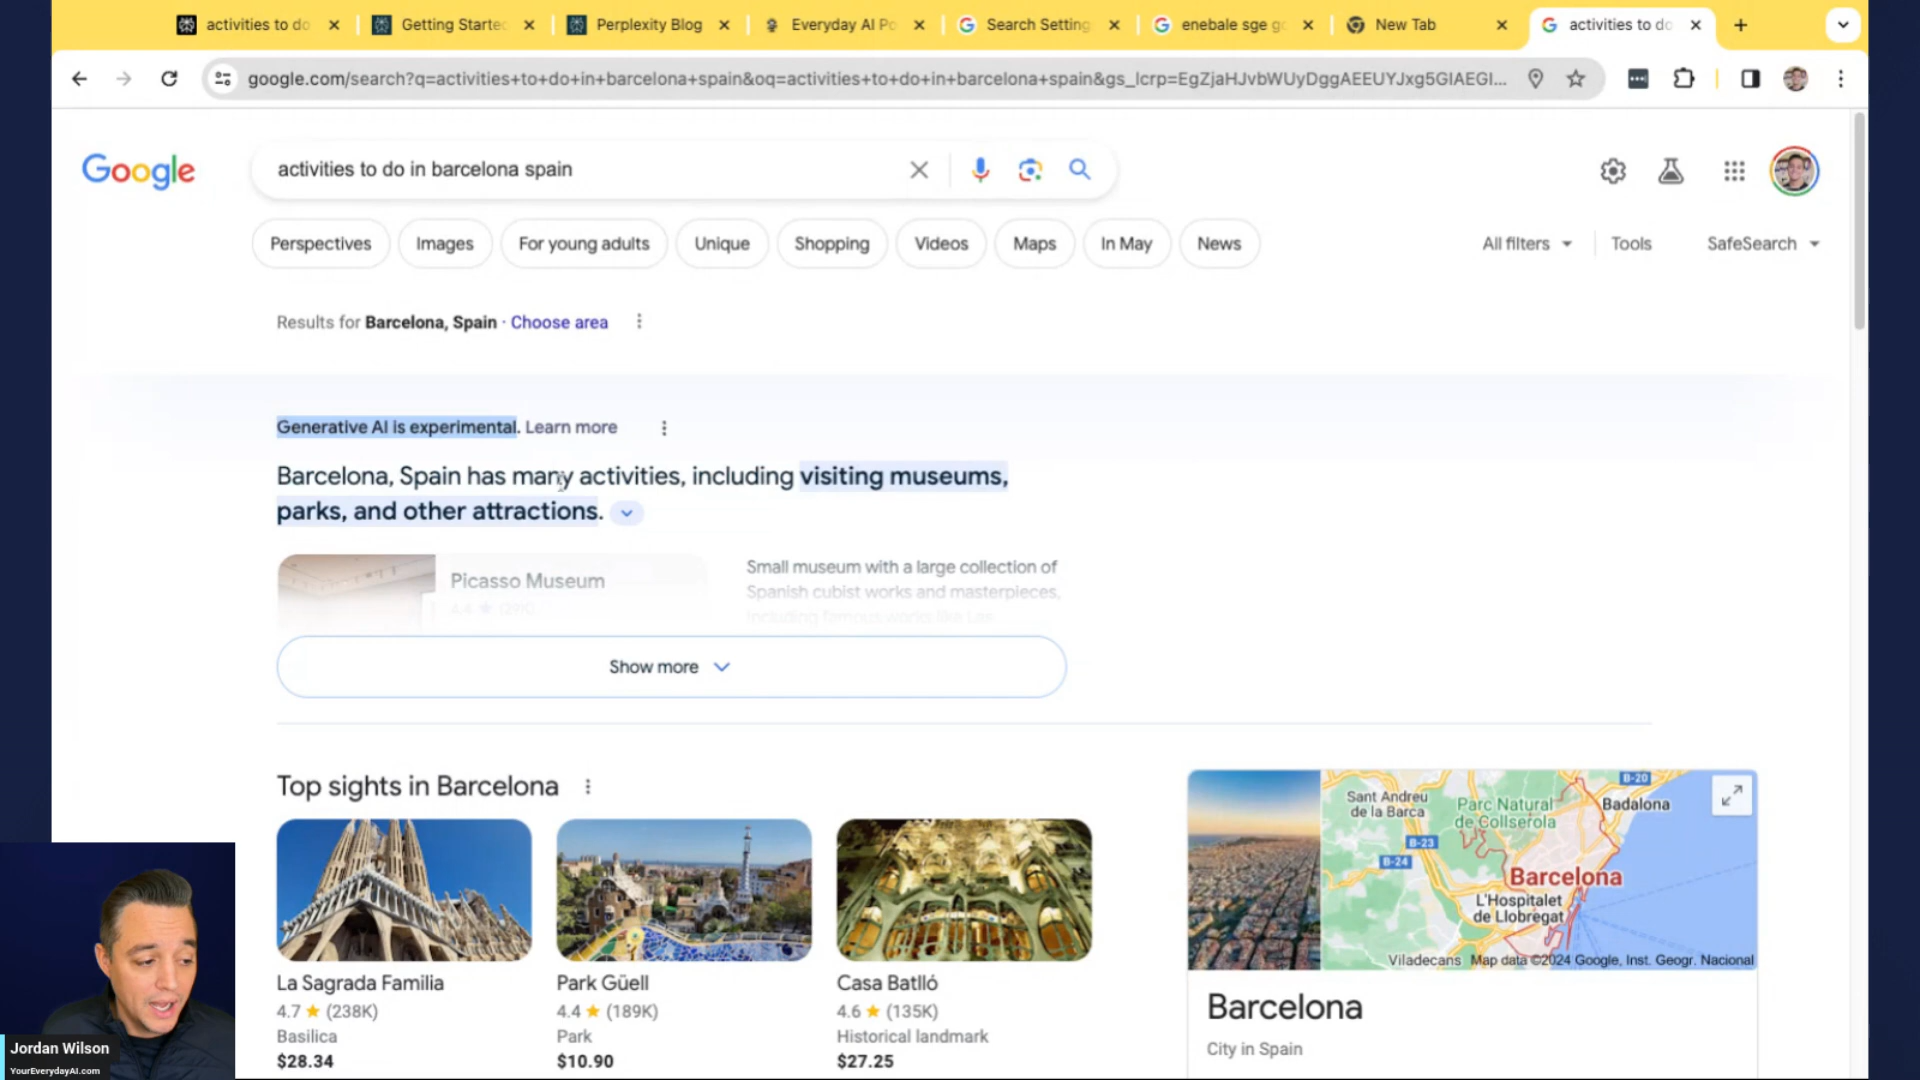 activities to do
Getting Starte
Perplexity Blog
Everyday AI Po
Search Setting
enebale sge go
New Tab
activities to do
google.com/search?q=activities+to+do+in+barcelona+spain&oq=activities+to+do+in+barcelona+spain&gs_lcrp=EgZjaHJvbWUyDggAEEUYJxg5GIAEGI...
Google
activities to do in barcelona spain
Perspectives
Images
For young adults
Unique
Shopping
Videos
Maps
In May
News
All filters
Tools
SafeSearch
Results for Barcelona, Spain · Choose area
Generative AI is experimental. Learn more
Barcelona, Spain has many activities, including visiting museums,
parks, and other attractions.
Picasso Museum
Small museum with a large collection of
Spanish cubist works and masterpieces,
including famous works like Las
Show more
Top sights in Barcelona
La Sagrada Familia
4.7 ★ (238K)
Basilica
$28.34
Park Güell
4.4 ★ (189K)
Park
$10.90
Casa Batlló
4.6 ★ (135K)
Historical landmark
$27.25
B-20
Sant Andreu
de la Barca
Parc Natural
de Collserola
Badalona
B-23
B-24
Barcelona
L'Hospitalet
de Llobregat
Viladecans
Map data ©2024 Google, Inst. Geogr. Nacional
Barcelona
City in Spain
Jordan Wilson
YourEverydayAI.com